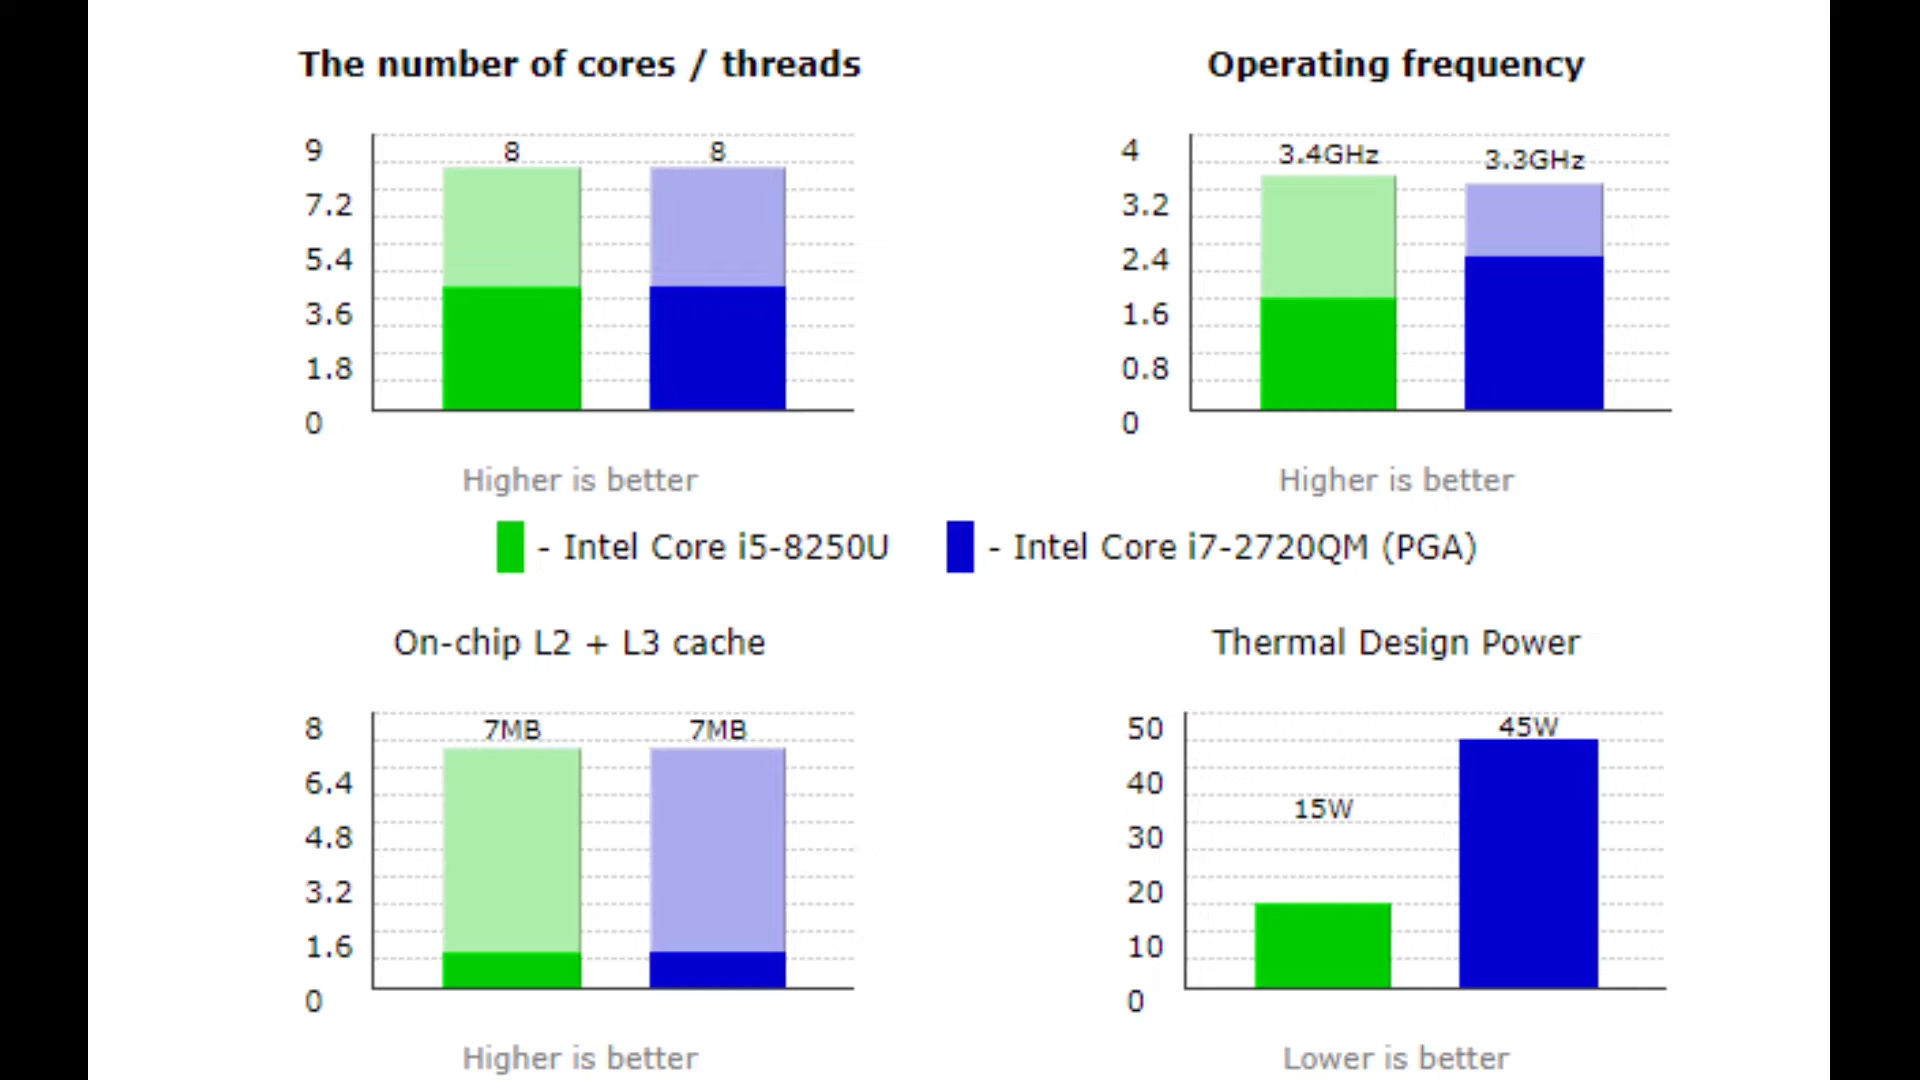 The number of cores / threads
9
7.2
5.4
3.6
1.8
0
8
8
Higher is better
Operating frequency
4
3.2
2.4
1.6
0.8
0
3.4GHz
3.3GHz
Higher is better
- Intel Core i5-8250U
- Intel Core i7-2720QM (PGA)
On-chip L2 + L3 cache
8
6.4
4.8
3.2
1.6
0
7MB
7MB
Higher is better
Thermal Design Power
50
40
30
20
10
0
15W
45W
Lower is better